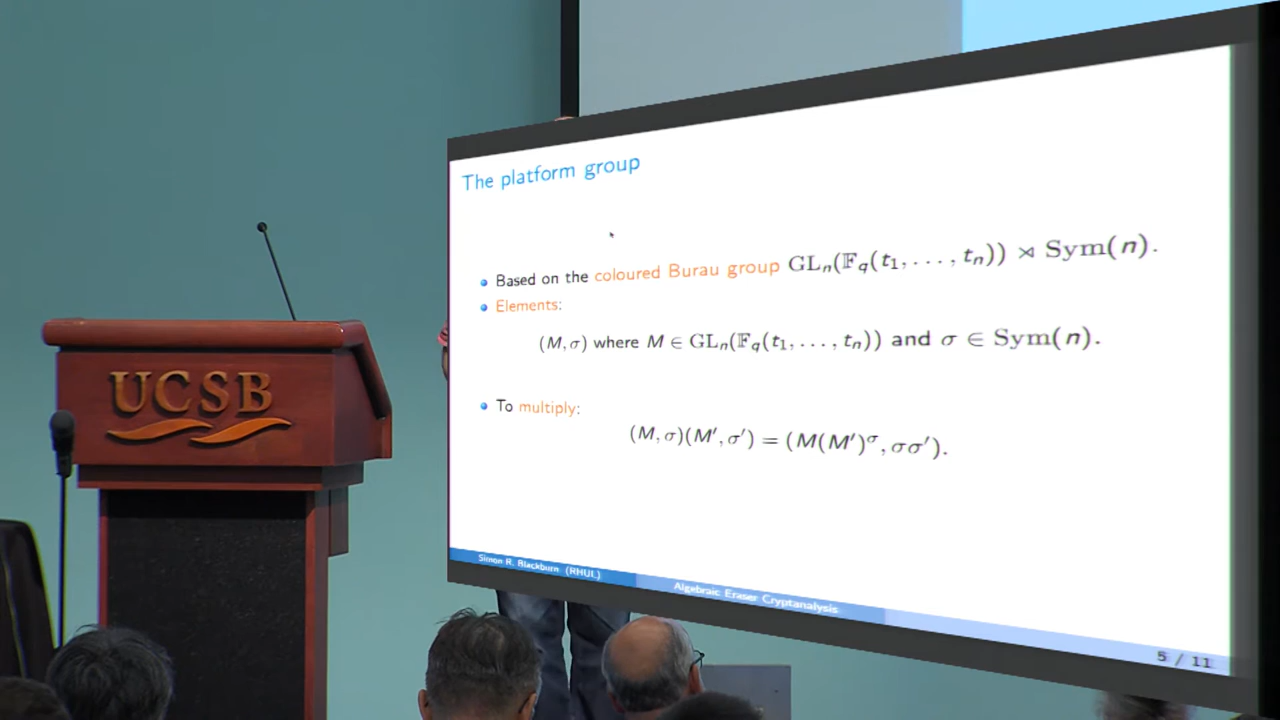 The platform group
Based on the coloured Burau group GLₙ(𝔽_q(t₁, . . . , tₙ)) ⋊ Sym(n).
Elements:
(M, σ) where M ∈ GLₙ(𝔽_q(t₁, . . . , tₙ)) and σ ∈ Sym(n).
To multiply:
(M, σ)(M′, σ′) = (M(M′)^σ, σσ′).
UCSB
Simon R. Blackburn (RHUL)
Algebraic Eraser Cryptanalysis
5 / 11